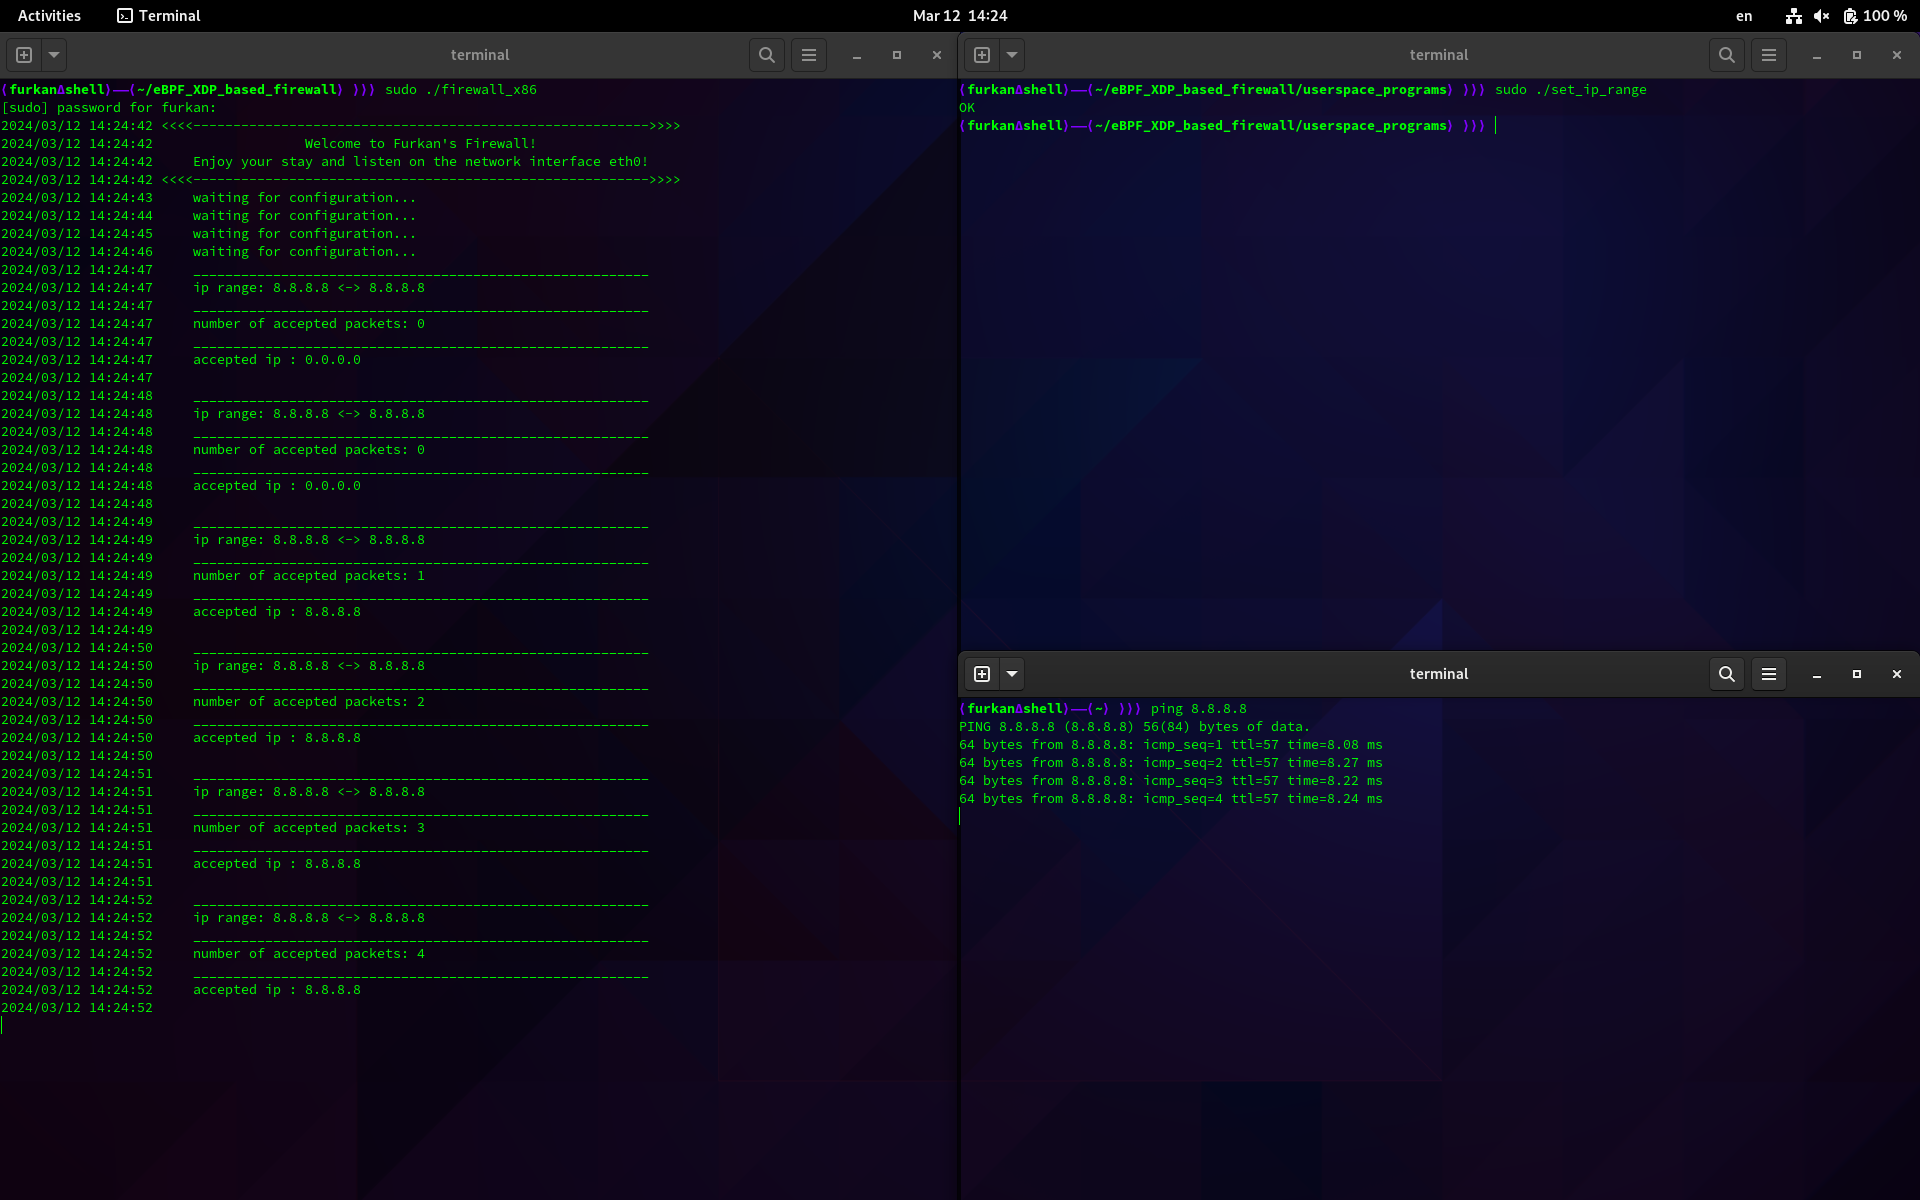 Activities Terminal Mar 12 14:24 en 100 %
terminal
(furkanΔshell)——(~/eBPF_XDP_based_firewall) ))) sudo ./firewall_x86
[sudo] password for furkan:
2024/03/12 14:24:42 <<<<--------------------------------------------------------->>>>
2024/03/12 14:24:42 Welcome to Furkan's Firewall!
2024/03/12 14:24:42 Enjoy your stay and listen on the network interface eth0!
2024/03/12 14:24:42 <<<<--------------------------------------------------------->>>>
2024/03/12 14:24:43 waiting for configuration...
2024/03/12 14:24:44 waiting for configuration...
2024/03/12 14:24:45 waiting for configuration...
2024/03/12 14:24:46 waiting for configuration...
2024/03/12 14:24:47 _________________________________________________________
2024/03/12 14:24:47 ip range: 8.8.8.8 <-> 8.8.8.8
2024/03/12 14:24:47 _________________________________________________________
2024/03/12 14:24:47 number of accepted packets: 0
2024/03/12 14:24:47 _________________________________________________________
2024/03/12 14:24:47 accepted ip : 0.0.0.0
2024/03/12 14:24:47
2024/03/12 14:24:48 _________________________________________________________
2024/03/12 14:24:48 ip range: 8.8.8.8 <-> 8.8.8.8
2024/03/12 14:24:48 _________________________________________________________
2024/03/12 14:24:48 number of accepted packets: 0
2024/03/12 14:24:48 _________________________________________________________
2024/03/12 14:24:48 accepted ip : 0.0.0.0
2024/03/12 14:24:48
2024/03/12 14:24:49 _________________________________________________________
2024/03/12 14:24:49 ip range: 8.8.8.8 <-> 8.8.8.8
2024/03/12 14:24:49 _________________________________________________________
2024/03/12 14:24:49 number of accepted packets: 1
2024/03/12 14:24:49 _________________________________________________________
2024/03/12 14:24:49 accepted ip : 8.8.8.8
2024/03/12 14:24:49
2024/03/12 14:24:50 _________________________________________________________
2024/03/12 14:24:50 ip range: 8.8.8.8 <-> 8.8.8.8
2024/03/12 14:24:50 _________________________________________________________
2024/03/12 14:24:50 number of accepted packets: 2
2024/03/12 14:24:50 _________________________________________________________
2024/03/12 14:24:50 accepted ip : 8.8.8.8
2024/03/12 14:24:50
2024/03/12 14:24:51 _________________________________________________________
2024/03/12 14:24:51 ip range: 8.8.8.8 <-> 8.8.8.8
2024/03/12 14:24:51 _________________________________________________________
2024/03/12 14:24:51 number of accepted packets: 3
2024/03/12 14:24:51 _________________________________________________________
2024/03/12 14:24:51 accepted ip : 8.8.8.8
2024/03/12 14:24:51
2024/03/12 14:24:52 _________________________________________________________
2024/03/12 14:24:52 ip range: 8.8.8.8 <-> 8.8.8.8
2024/03/12 14:24:52 _________________________________________________________
2024/03/12 14:24:52 number of accepted packets: 4
2024/03/12 14:24:52 _________________________________________________________
2024/03/12 14:24:52 accepted ip : 8.8.8.8
2024/03/12 14:24:52
terminal
(furkanΔshell)——(~/eBPF_XDP_based_firewall/userspace_programs) ))) sudo ./set_ip_range
OK
(furkanΔshell)——(~/eBPF_XDP_based_firewall/userspace_programs) )))
terminal
(furkanΔshell)——(~) ))) ping 8.8.8.8
PING 8.8.8.8 (8.8.8.8) 56(84) bytes of data.
64 bytes from 8.8.8.8: icmp_seq=1 ttl=57 time=8.08 ms
64 bytes from 8.8.8.8: icmp_seq=2 ttl=57 time=8.27 ms
64 bytes from 8.8.8.8: icmp_seq=3 ttl=57 time=8.22 ms
64 bytes from 8.8.8.8: icmp_seq=4 ttl=57 time=8.24 ms